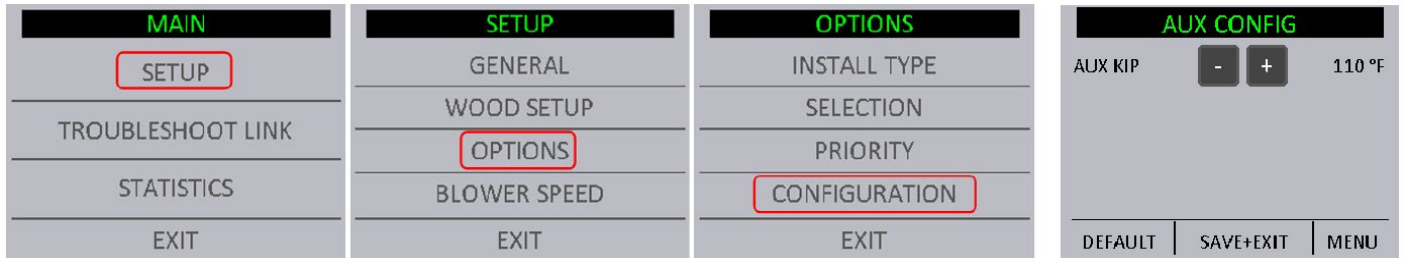 MAIN
SETUP
TROUBLESHOOT LINK
STATISTICS
EXIT
SETUP
GENERAL
WOOD SETUP
OPTIONS
BLOWER SPEED
EXIT
OPTIONS
INSTALL TYPE
SELECTION
PRIORITY
CONFIGURATION
EXIT
AUX CONFIG
AUX KIP - + 110 °F
DEFAULT SAVE+EXIT MENU